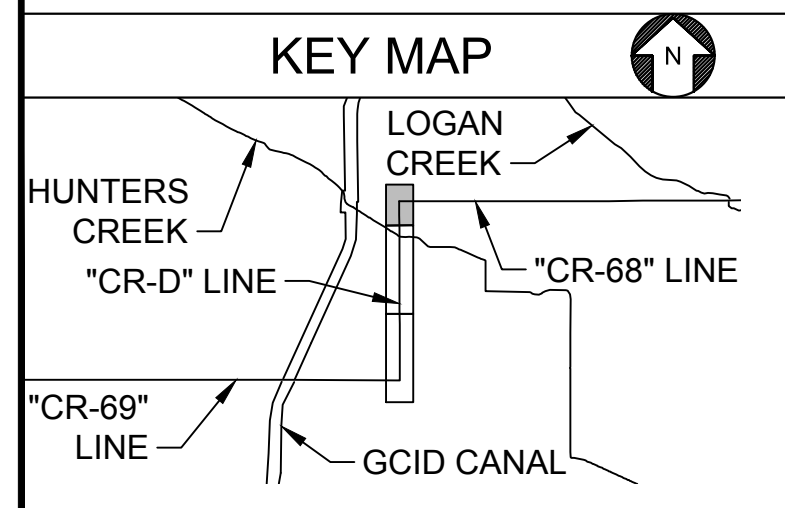 KEY MAP
N
LOGAN
CREEK
HUNTERS
CREEK
"CR-D" LINE
"CR-68" LINE
"CR-69"
LINE
GCID CANAL